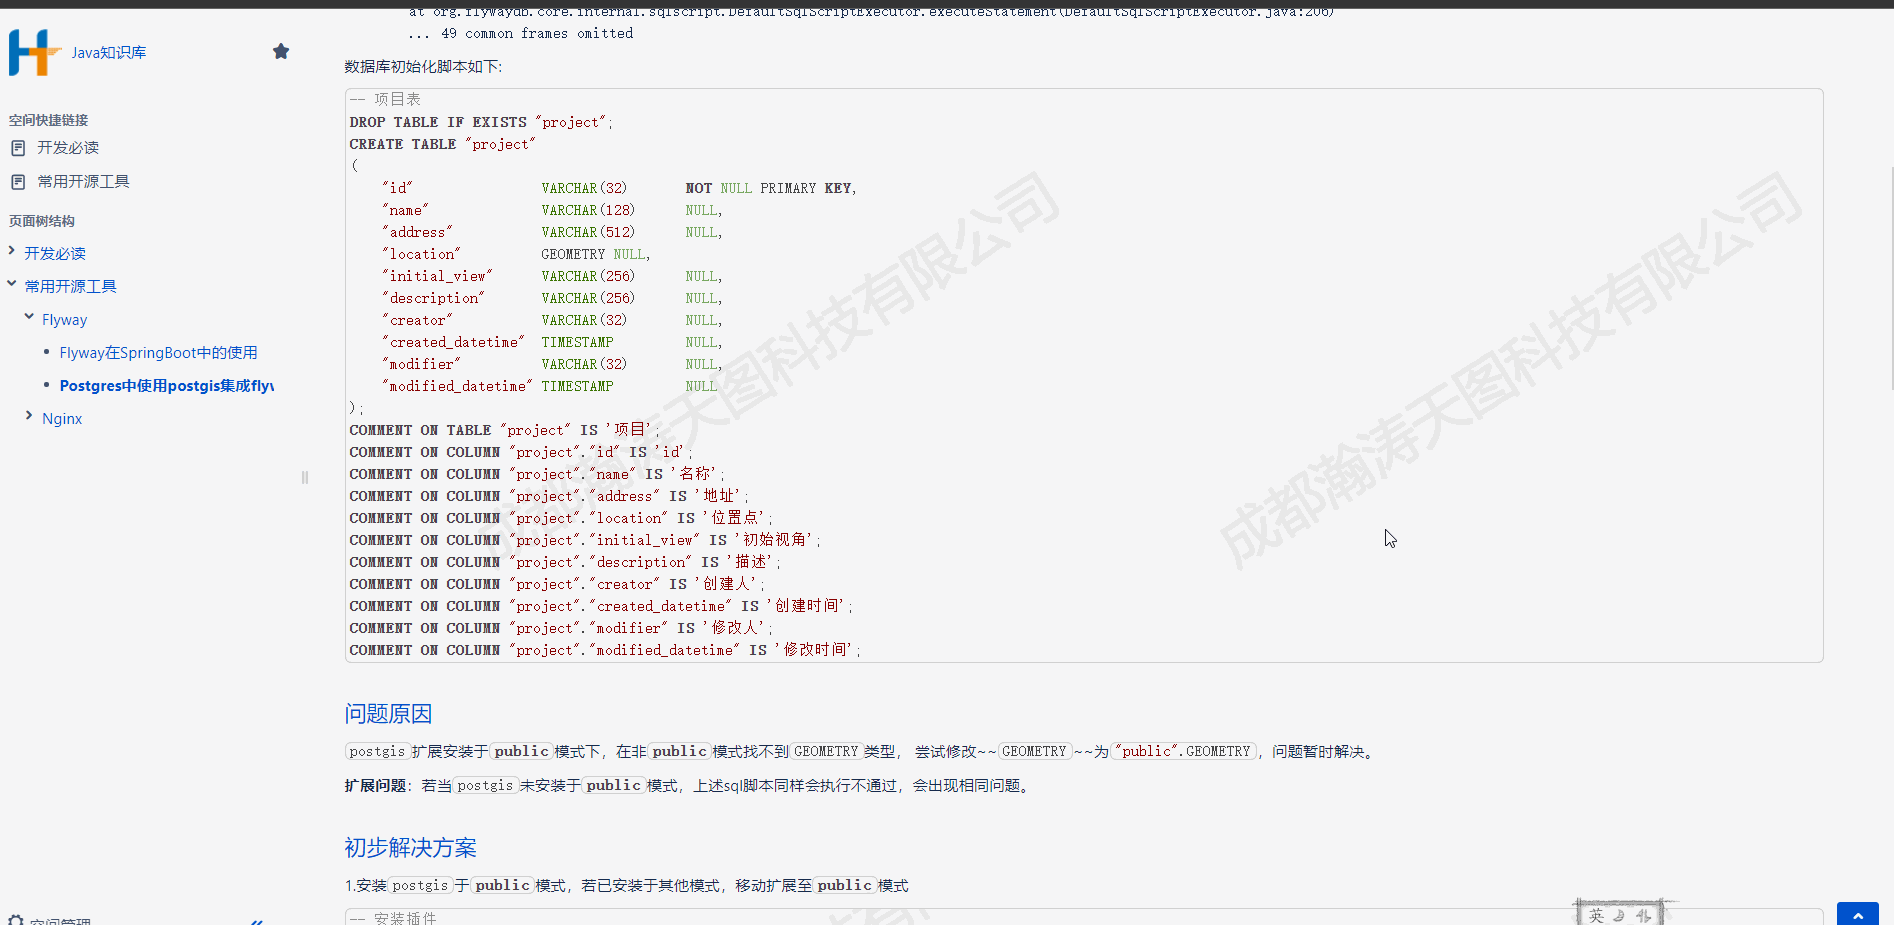 at org.flywaydb.core.internal.sqlscript.DefaultSqlScriptExecutor.executeStatement(DefaultSqlScriptExecutor.java:206)
... 49 common frames omitted
Java知识库
数据库初始化脚本如下:
空间快捷链接
开发必读
常用开源工具
页面树结构
开发必读
常用开源工具
Flyway
Flyway在SpringBoot中的使用
Postgres中使用postgis集成flyw
Nginx
空间管理
-- 项目表
DROP TABLE IF EXISTS "project";
CREATE TABLE "project"
(
"id" VARCHAR(32) NOT NULL PRIMARY KEY,
"name" VARCHAR(128) NULL,
"address" VARCHAR(512) NULL,
"location" GEOMETRY NULL,
"initial_view" VARCHAR(256) NULL,
"description" VARCHAR(256) NULL,
"creator" VARCHAR(32) NULL,
"created_datetime" TIMESTAMP NULL,
"modifier" VARCHAR(32) NULL,
"modified_datetime" TIMESTAMP NULL
);
COMMENT ON TABLE "project" IS '项目';
COMMENT ON COLUMN "project"."id" IS 'id';
COMMENT ON COLUMN "project"."name" IS '名称';
COMMENT ON COLUMN "project"."address" IS '地址';
COMMENT ON COLUMN "project"."location" IS '位置点';
COMMENT ON COLUMN "project"."initial_view" IS '初始视角';
COMMENT ON COLUMN "project"."description" IS '描述';
COMMENT ON COLUMN "project"."creator" IS '创建人';
COMMENT ON COLUMN "project"."created_datetime" IS '创建时间';
COMMENT ON COLUMN "project"."modifier" IS '修改人';
COMMENT ON COLUMN "project"."modified_datetime" IS '修改时间';
成都瀚涛天图科技有限公司
成都瀚涛天图科技有限公司
问题原因
postgis扩展安装于public模式下，在非public模式找不到GEOMETRY类型， 尝试修改~~GEOMETRY~~为"public".GEOMETRY，问题暂时解决。
扩展问题：若当postgis未安装于public模式，上述sql脚本同样会执行不通过，会出现相同问题。
初步解决方案
1.安装postgis于public模式，若已安装于其他模式，移动扩展至public模式
-- 安装插件
英